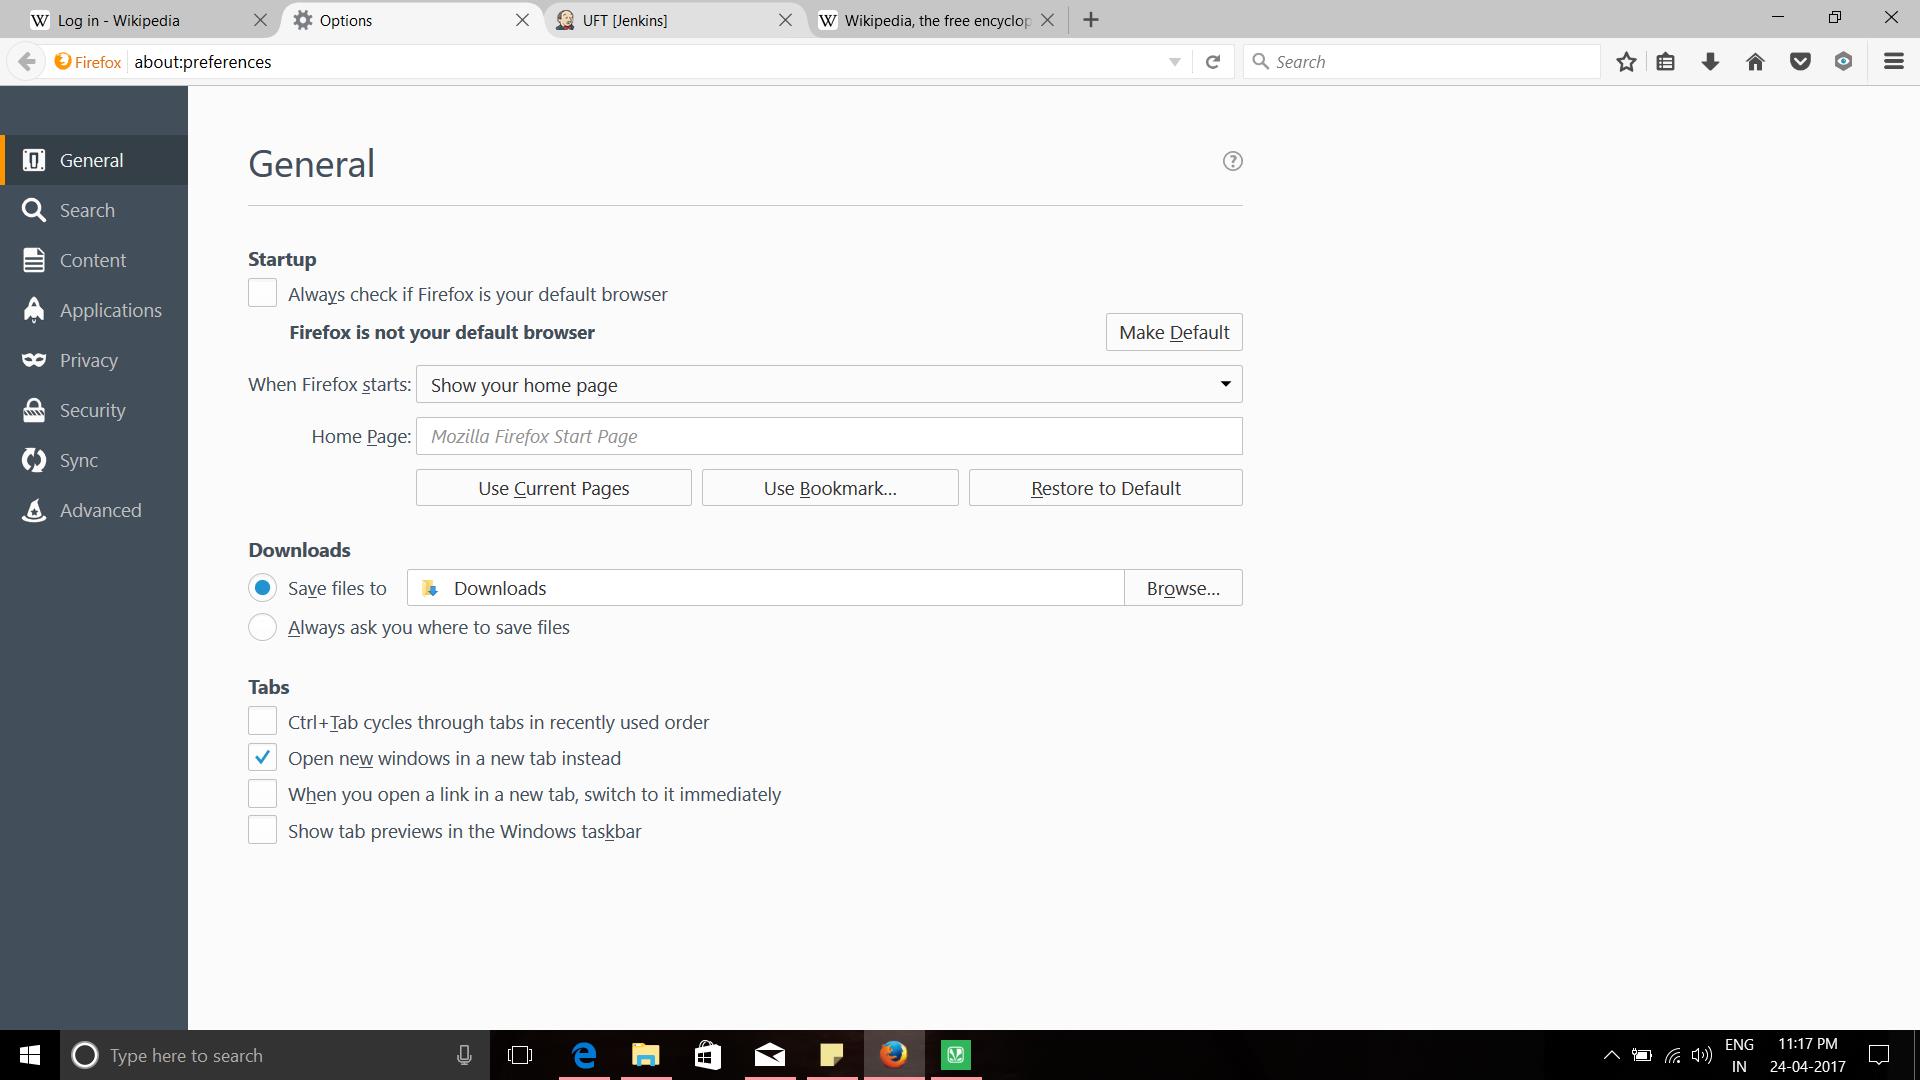 Log in - Wikipedia
Options
UFT [Jenkins]
Wikipedia, the free encyclop
Firefox
about:preferences
Search
General
Search
Content
Applications
Privacy
Security
Sync
Advanced
General
Startup
Always check if Firefox is your default browser
Firefox is not your default browser
Make Default
When Firefox starts: Show your home page
Home Page: Mozilla Firefox Start Page
Use Current Pages
Use Bookmark...
Restore to Default
Downloads
Save files to
Downloads
Browse...
Always ask you where to save files
Tabs
Ctrl+Tab cycles through tabs in recently used order
Open new windows in a new tab instead
When you open a link in a new tab, switch to it immediately
Show tab previews in the Windows taskbar
Type here to search
ENG
IN
11:17 PM
24-04-2017